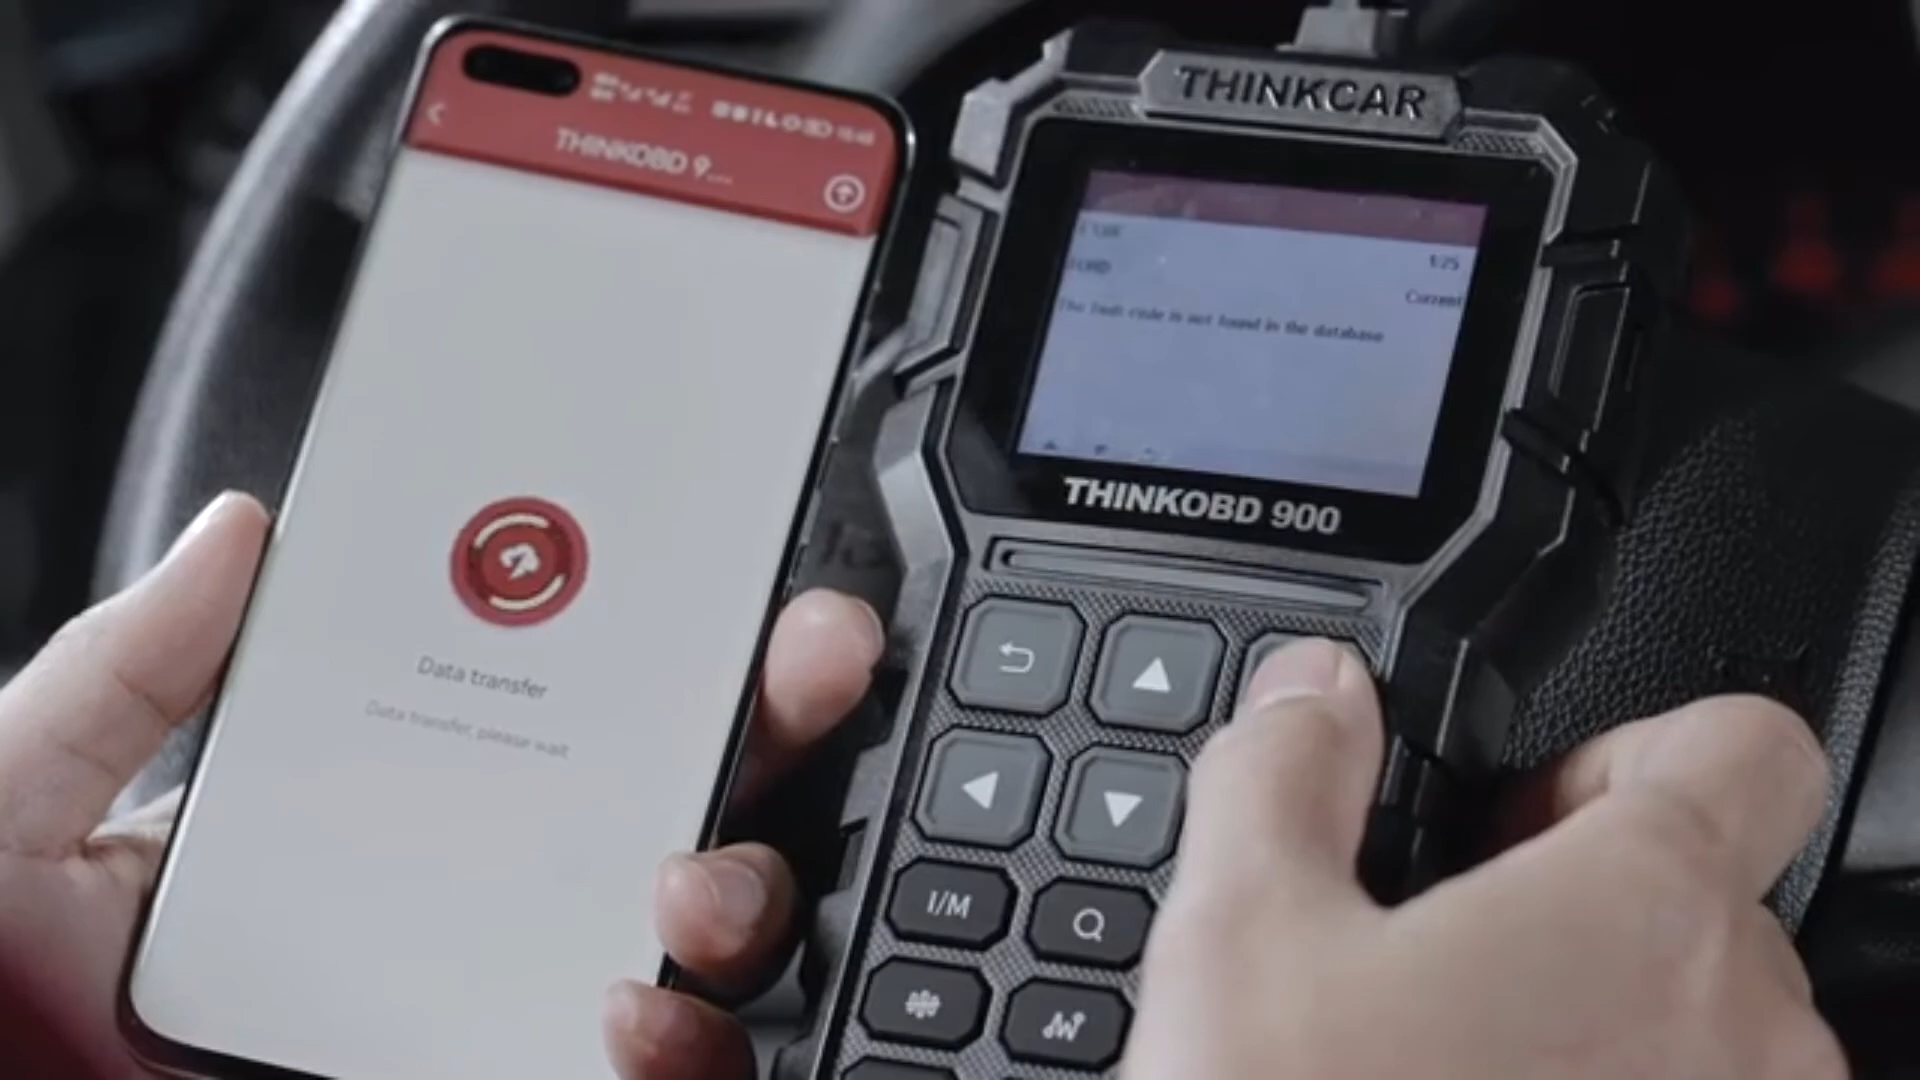 THINKOBD 9...
Data transfer
Data transfer, please wait
THINKCAR
1/25
Current
The fault code is not found in the database
THINKOBD 900
I/M